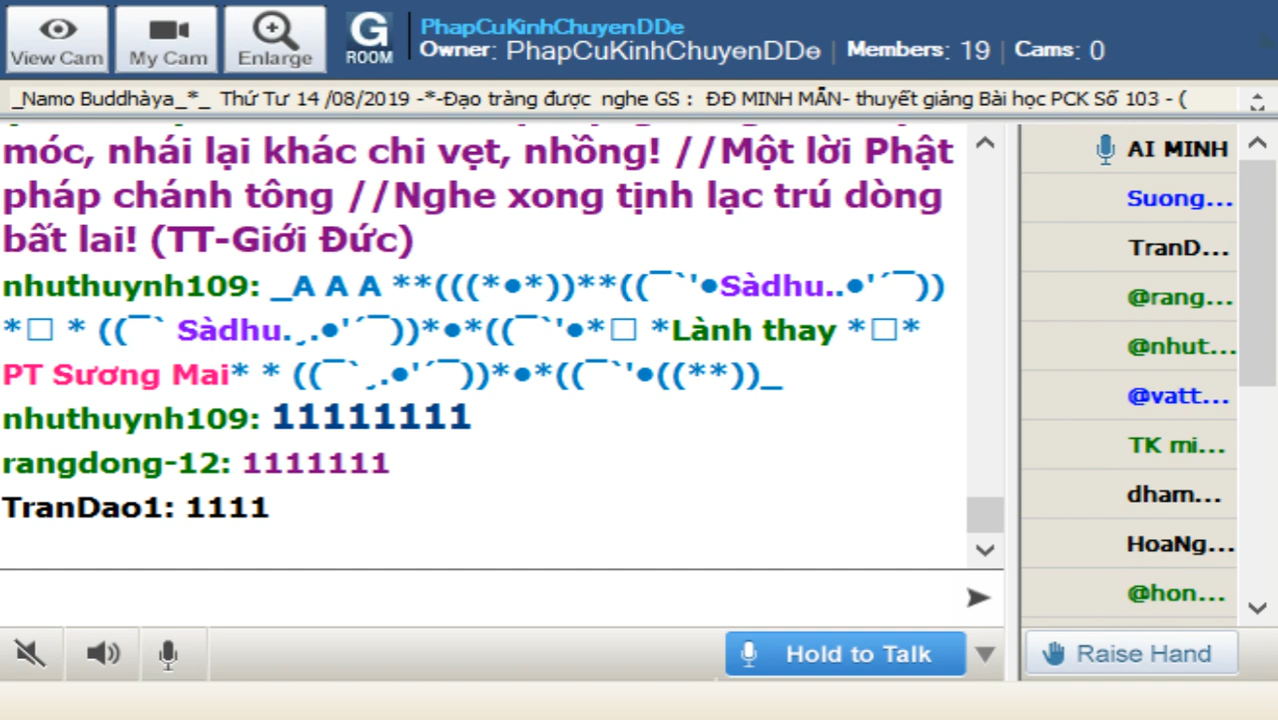 View Cam
My Cam
Enlarge
G ROOM
PhapCuKinhChuyenDDe
Owner: PhapCuKinhChuyenDDe | Members: 19 | Cams: 0
_Namo Buddhàya_*_ Thứ Tư 14 /08/2019 -*-Đạo tràng được nghe GS : ĐĐ MINH MẪN- thuyết giảng Bài học PCK Số 103 - (
móc, nhái lại khác chi vẹt, nhồng! //Một lời Phật
pháp chánh tông //Nghe xong tịnh lạc trú dòng
bất lai! (TT-Giới Đức)
nhuthuynh109: _A A A **(((*●*))**((¯`'●Sàdhu..●'´¯))
*□ * ((¯` Sàdhu.¸.●'´¯))*●*((¯`'●*□ *Lành thay *□*
PT Sương Mai* * ((¯`¸.●'´¯))*●*((¯`'●((**))_
nhuthuynh109: 11111111
rangdong-12: 1111111
TranDao1: 1111
AI MINH
Suong...
TranD...
@rang...
@nhut...
@vatt...
TK mi...
dham...
HoaNg...
@hon...
Hold to Talk
Raise Hand